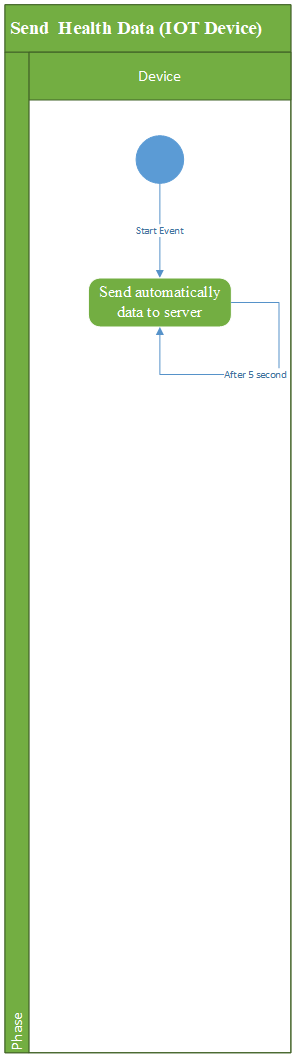 Send  Health Data (IOT Device)
Device
Start Event
Send automatically
data to server
After 5 second
Phase